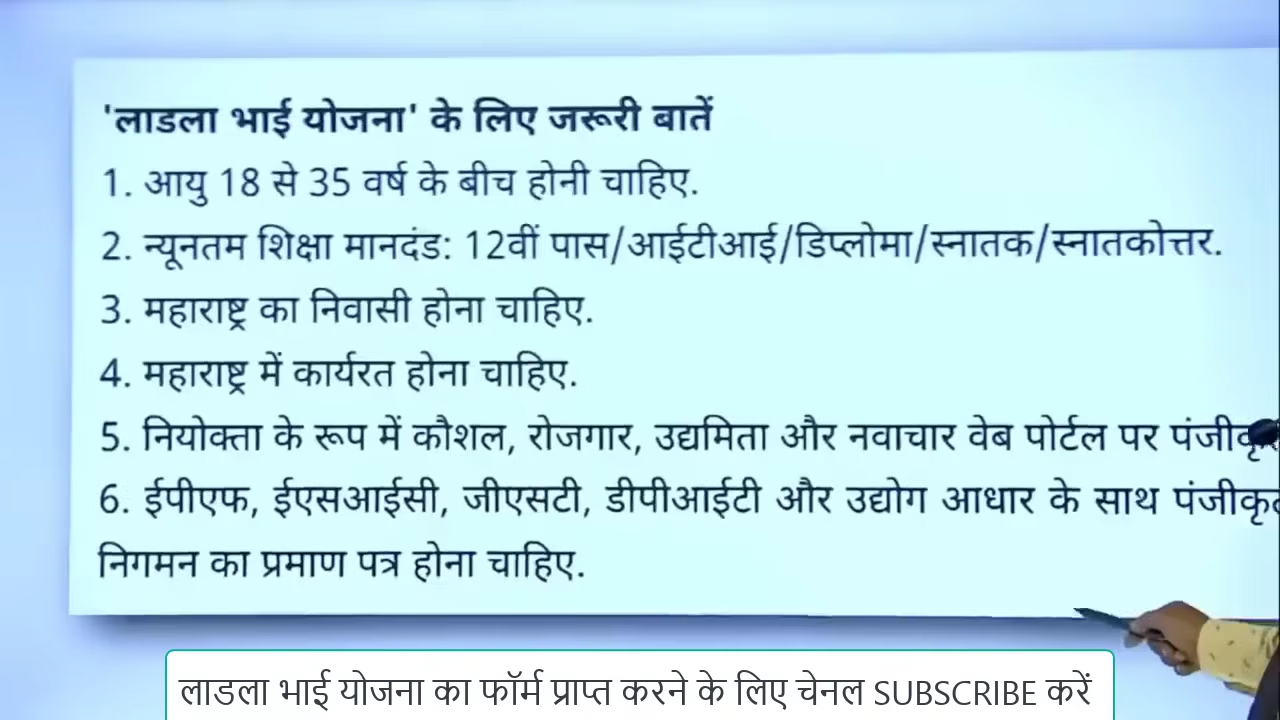 'लाडला भाई योजना' के लिए जरूरी बातें
1. आयु 18 से 35 वर्ष के बीच होनी चाहिए.
2. न्यूनतम शिक्षा मानदंड: 12वीं पास/आईटीआई/डिप्लोमा/स्नातक/स्नातकोत्तर.
3. महाराष्ट्र का निवासी होना चाहिए.
4. महाराष्ट्र में कार्यरत होना चाहिए.
5. नियोक्ता के रूप में कौशल, रोजगार, उद्यमिता और नवाचार वेब पोर्टल पर
6. ईपीएफ, ईएसआईसी, जीएसटी, डीपीआईटी और उद्योग आधार के साथ
निगमन का प्रमाण पत्र होना चाहिए.
लाडला भाई योजना का फॉर्म प्राप्त करने के लिए चेनल SUBSCRIBE करें